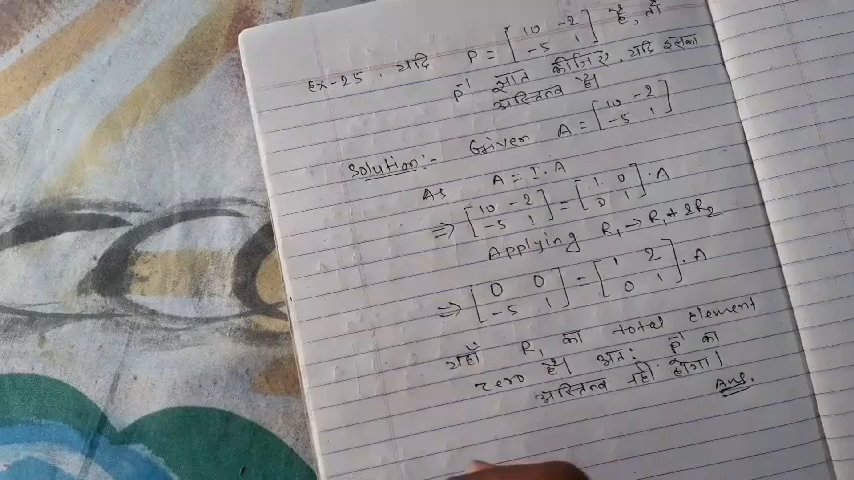 Ex-25. यदि P = [10 -2 -5 1] है, तो
P⁻¹ ज्ञात कीजिए, यदि इसका
अस्तित्व है।
Solution:- Given A = [10 -2 -5 1]
As A = I.A
⇒ [10 -2 -5 1] = [1 0 0 1].A
Applying R₁→R₁+2R₂
⇒ [0 0 -5 1] = [1 2 0 1].A
यहाँ R₁ का total element
zero है। अतः P⁻¹ का
अस्तित्व नहीं होगा।
Ans.